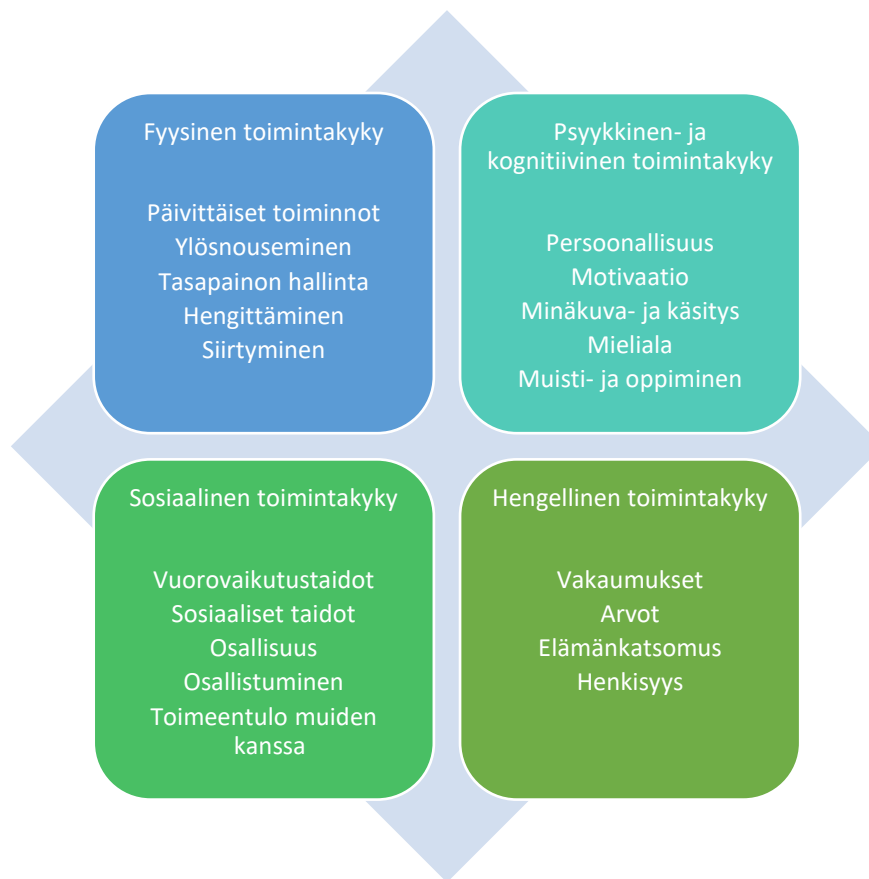 Fyysinen toimintakyky
Päivittäiset toiminnot
Ylösnouseminen
Tasapainon hallinta
Hengittäminen
Siirtyminen
Psyykkinen- ja
kognitiivinen toimintakyky
Persoonallisuus
Motivaatio
Minäkuva- ja käsitys
Mieliala
Muisti- ja oppiminen
Sosiaalinen toimintakyky
Vuorovaikutustaidot
Sosiaaliset taidot
Osallisuus
Osallistuminen
Toimeentulo muiden
kanssa
Hengellinen toimintakyky
Vakaumukset
Arvot
Elämänkatsomus
Henkisyys